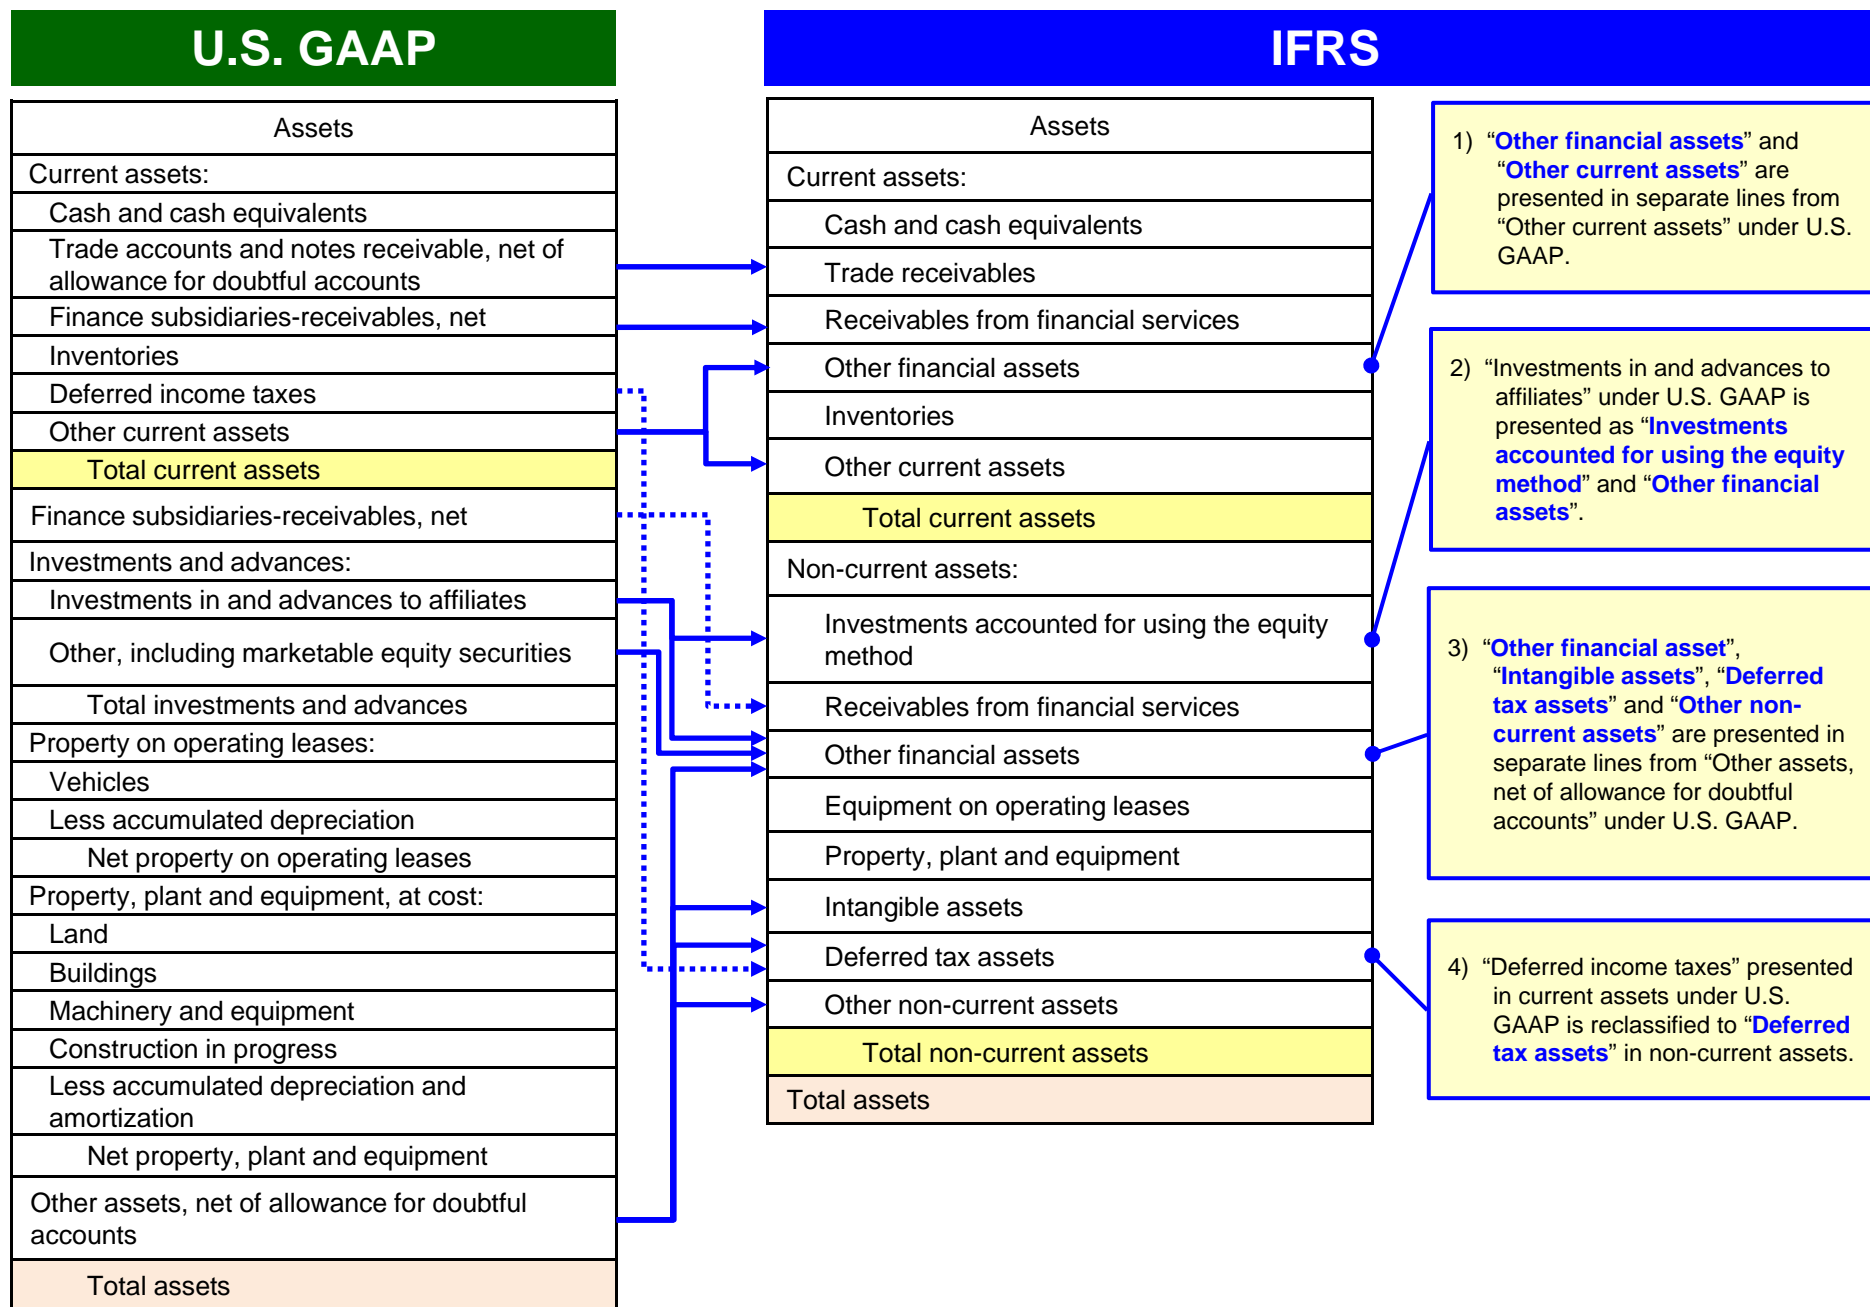 U.S. GAAP
Assets
Current assets:
Cash and cash equivalents
Trade accounts and notes receivable, net of
allowance for doubtful accounts
Finance subsidiaries-receivables, net
Inventories
Deferred income taxes
Other current assets
Total current assets
Finance subsidiaries-receivables, net
Investments and advances:
Investments in and advances to affiliates
Other, including marketable equity securities
Total investments and advances
Property on operating leases:
Vehicles
Less accumulated depreciation
Net property on operating leases
Property, plant and equipment, at cost:
Land
Buildings
Machinery and equipment
Construction in progress
Less accumulated depreciation and
amortization
Net property, plant and equipment
Other assets, net of allowance for doubtful
accounts
Total assets
IFRS
Assets
Current assets:
Cash and cash equivalents
Trade receivables
Receivables from financial services
Other financial assets
Inventories
Other current assets
Total current assets
Non-current assets:
Investments accounted for using the equity
method
Receivables from financial services
Other financial assets
Equipment on operating leases
Property, plant and equipment
Intangible assets
Deferred tax assets
Other non-current assets
Total non-current assets
Total assets
1) “Other financial assets” and
“Other current assets” are
presented in separate lines from
“Other current assets” under U.S.
GAAP.
2) “Investments in and advances to
affiliates” under U.S. GAAP is
presented as “Investments
accounted for using the equity
method” and “Other financial
assets”.
3) “Other financial asset”,
“Intangible assets”, “Deferred
tax assets” and “Other non-
current assets” are presented in
separate lines from “Other assets,
net of allowance for doubtful
accounts” under U.S. GAAP.
4) “Deferred income taxes” presented
in current assets under U.S.
GAAP is reclassified to “Deferred
tax assets” in non-current assets.